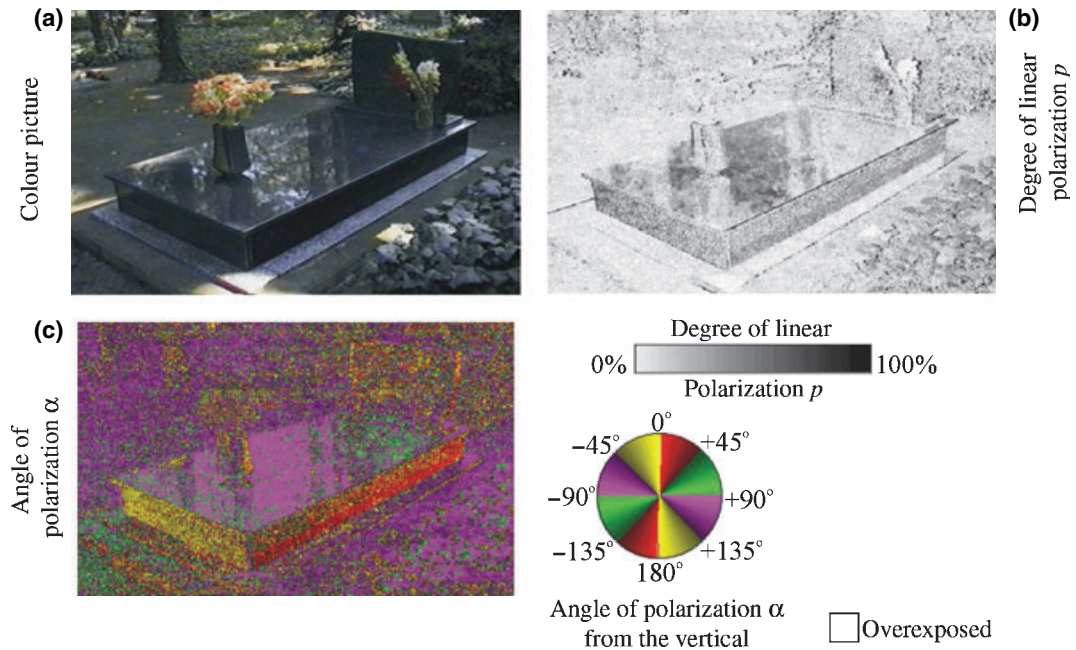 (a)
Colour picture
(b)
Degree of linear
polarization p
(c)
Angle of
polarization α
Degree of linear
0% 100%
Polarization p
0°
−45° +45°
−90° +90°
−135° +135°
180°
Angle of polarization α
from the vertical
Overexposed